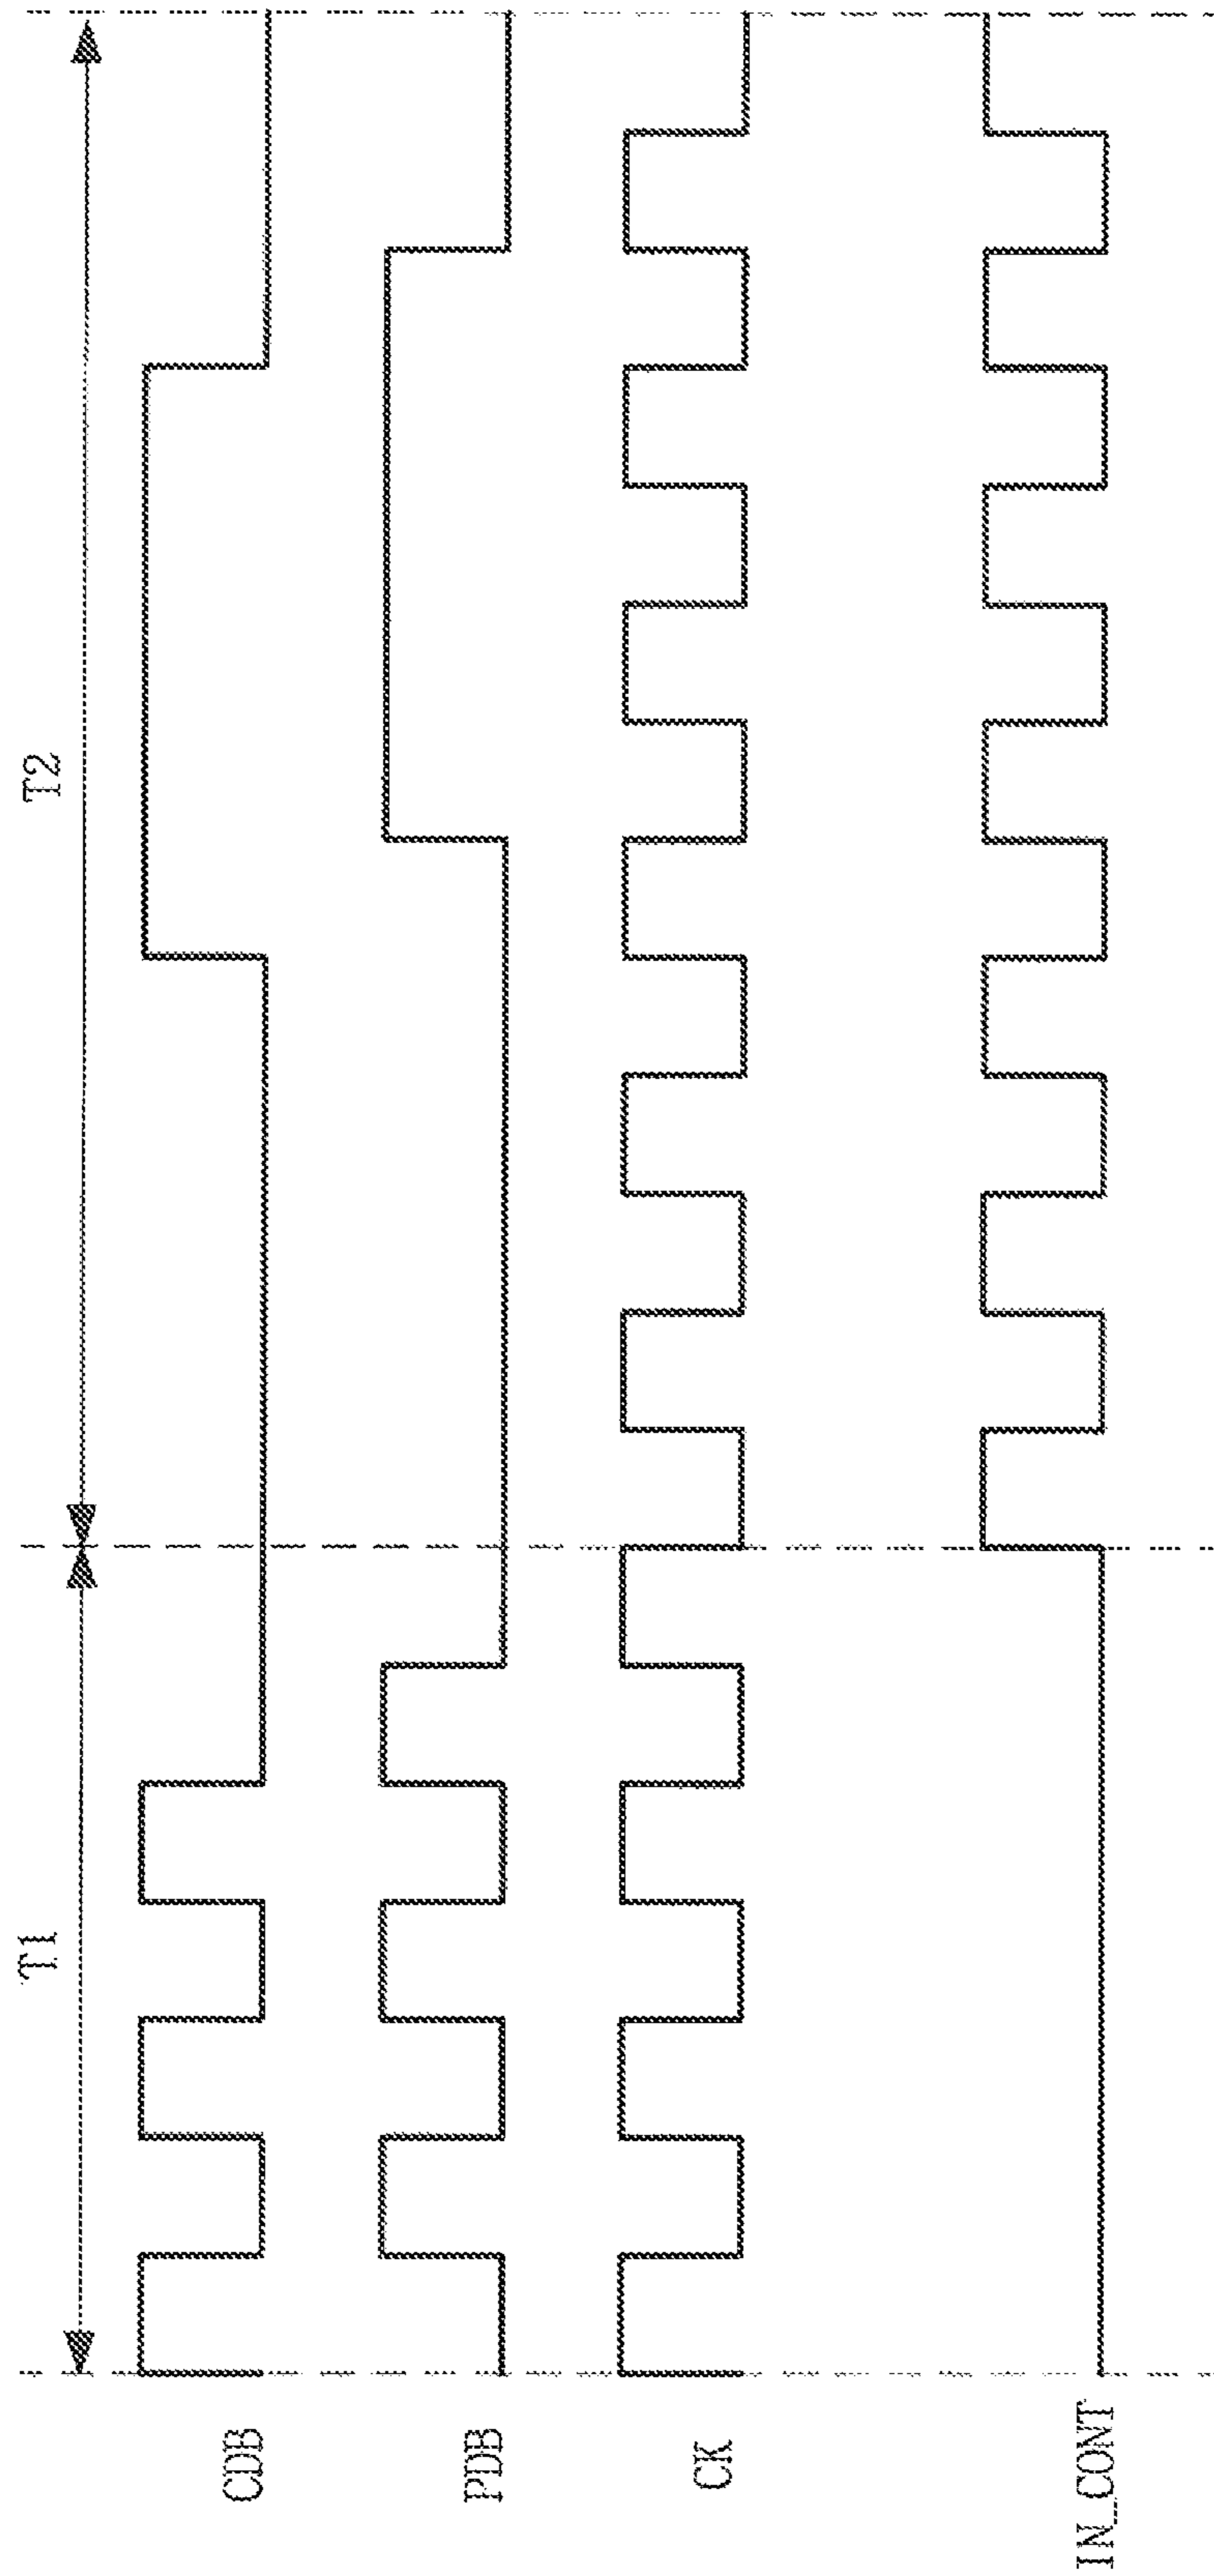 T1
T2
CDB
PDB
CK
IN_CONT